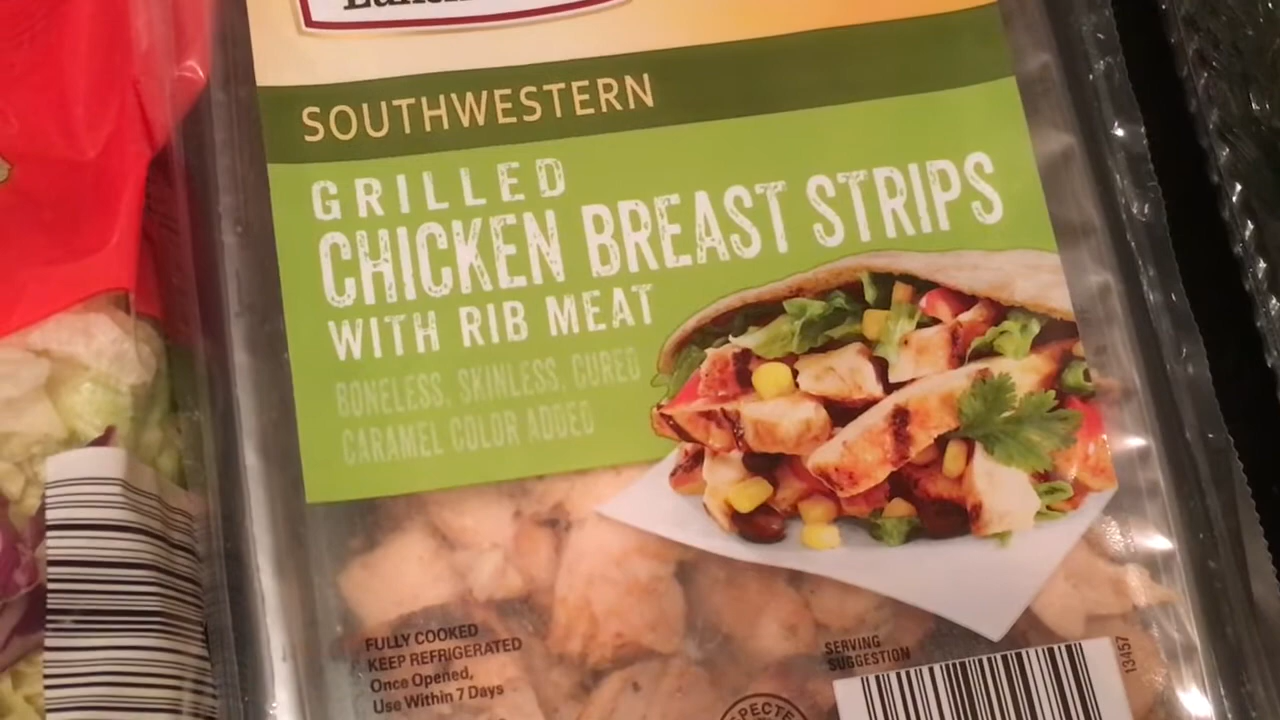 SOUTHWESTERN
GRILLED
CHICKEN BREAST STRIPS
WITH RIB MEAT
BONELESS, SKINLESS, CURED
CARAMEL COLOR ADDED
FULLY COOKED
KEEP REFRIGERATED
Once Opened,
Use Within 7 Days
SERVING
SUGGESTION
13457